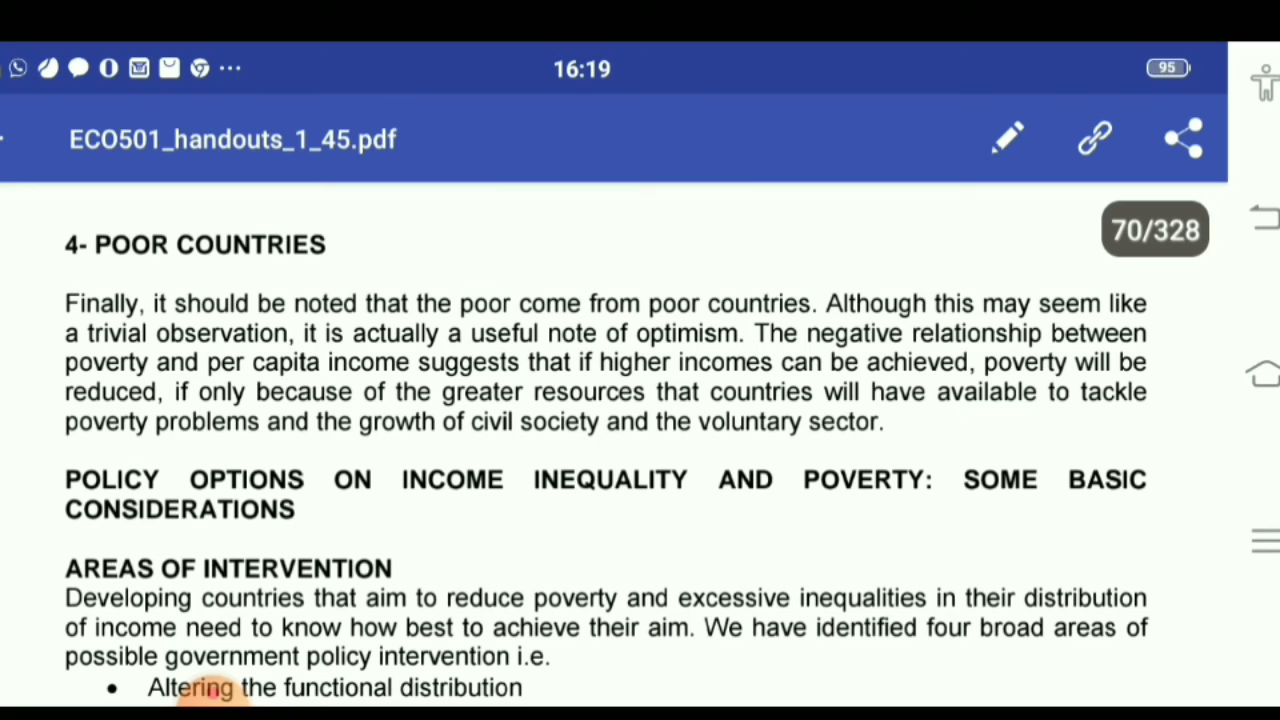 16:19
95
ECO501_handouts_1_45.pdf
70/328
4- POOR COUNTRIES
Finally, it should be noted that the poor come from poor countries. Although this may seem like
a trivial observation, it is actually a useful note of optimism. The negative relationship between
poverty and per capita income suggests that if higher incomes can be achieved, poverty will be
reduced, if only because of the greater resources that countries will have available to tackle
poverty problems and the growth of civil society and the voluntary sector.
POLICY OPTIONS ON INCOME INEQUALITY AND POVERTY: SOME BASIC
CONSIDERATIONS
AREAS OF INTERVENTION
Developing countries that aim to reduce poverty and excessive inequalities in their distribution
of income need to know how best to achieve their aim. We have identified four broad areas of
possible government policy intervention i.e.
• Altering the functional distribution